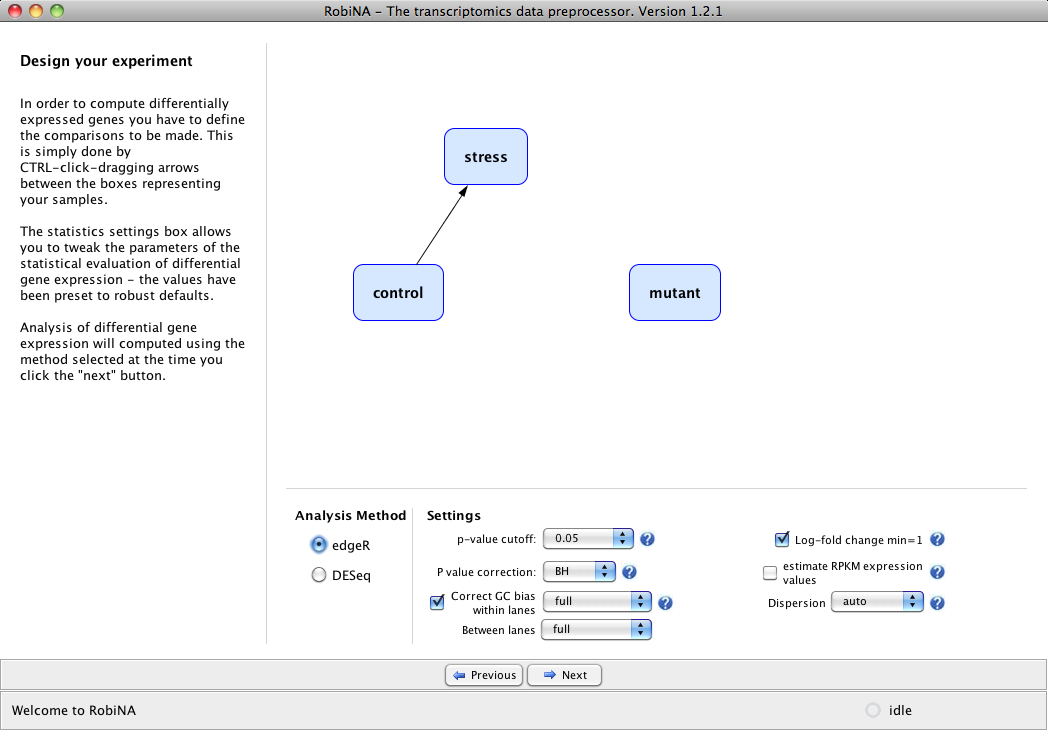 RobiNA - The transcriptomics data preprocessor. Version 1.2.1
Design your experiment
In order to compute differentially
expressed genes you have to define
the comparisons to be made. This
is simply done by
CTRL-click-dragging arrows
between the boxes representing
your samples.
The statistics settings box allows
you to tweak the parameters of the
statistical evaluation of differential
gene expression - the values have
been preset to robust defaults.
Analysis of differential gene
expression will computed using the
method selected at the time you
click the "next" button.
stress
control
mutant
Analysis Method
edgeR
DESeq
Settings
p-value cutoff: 0.05 ?
P value correction: BH ?
Correct GC bias
within lanes
full ?
Between lanes full
Log-fold change min=1 ?
estimate RPKM expression
values
?
Dispersion auto ?
Previous
Next
Welcome to RobiNA
idle